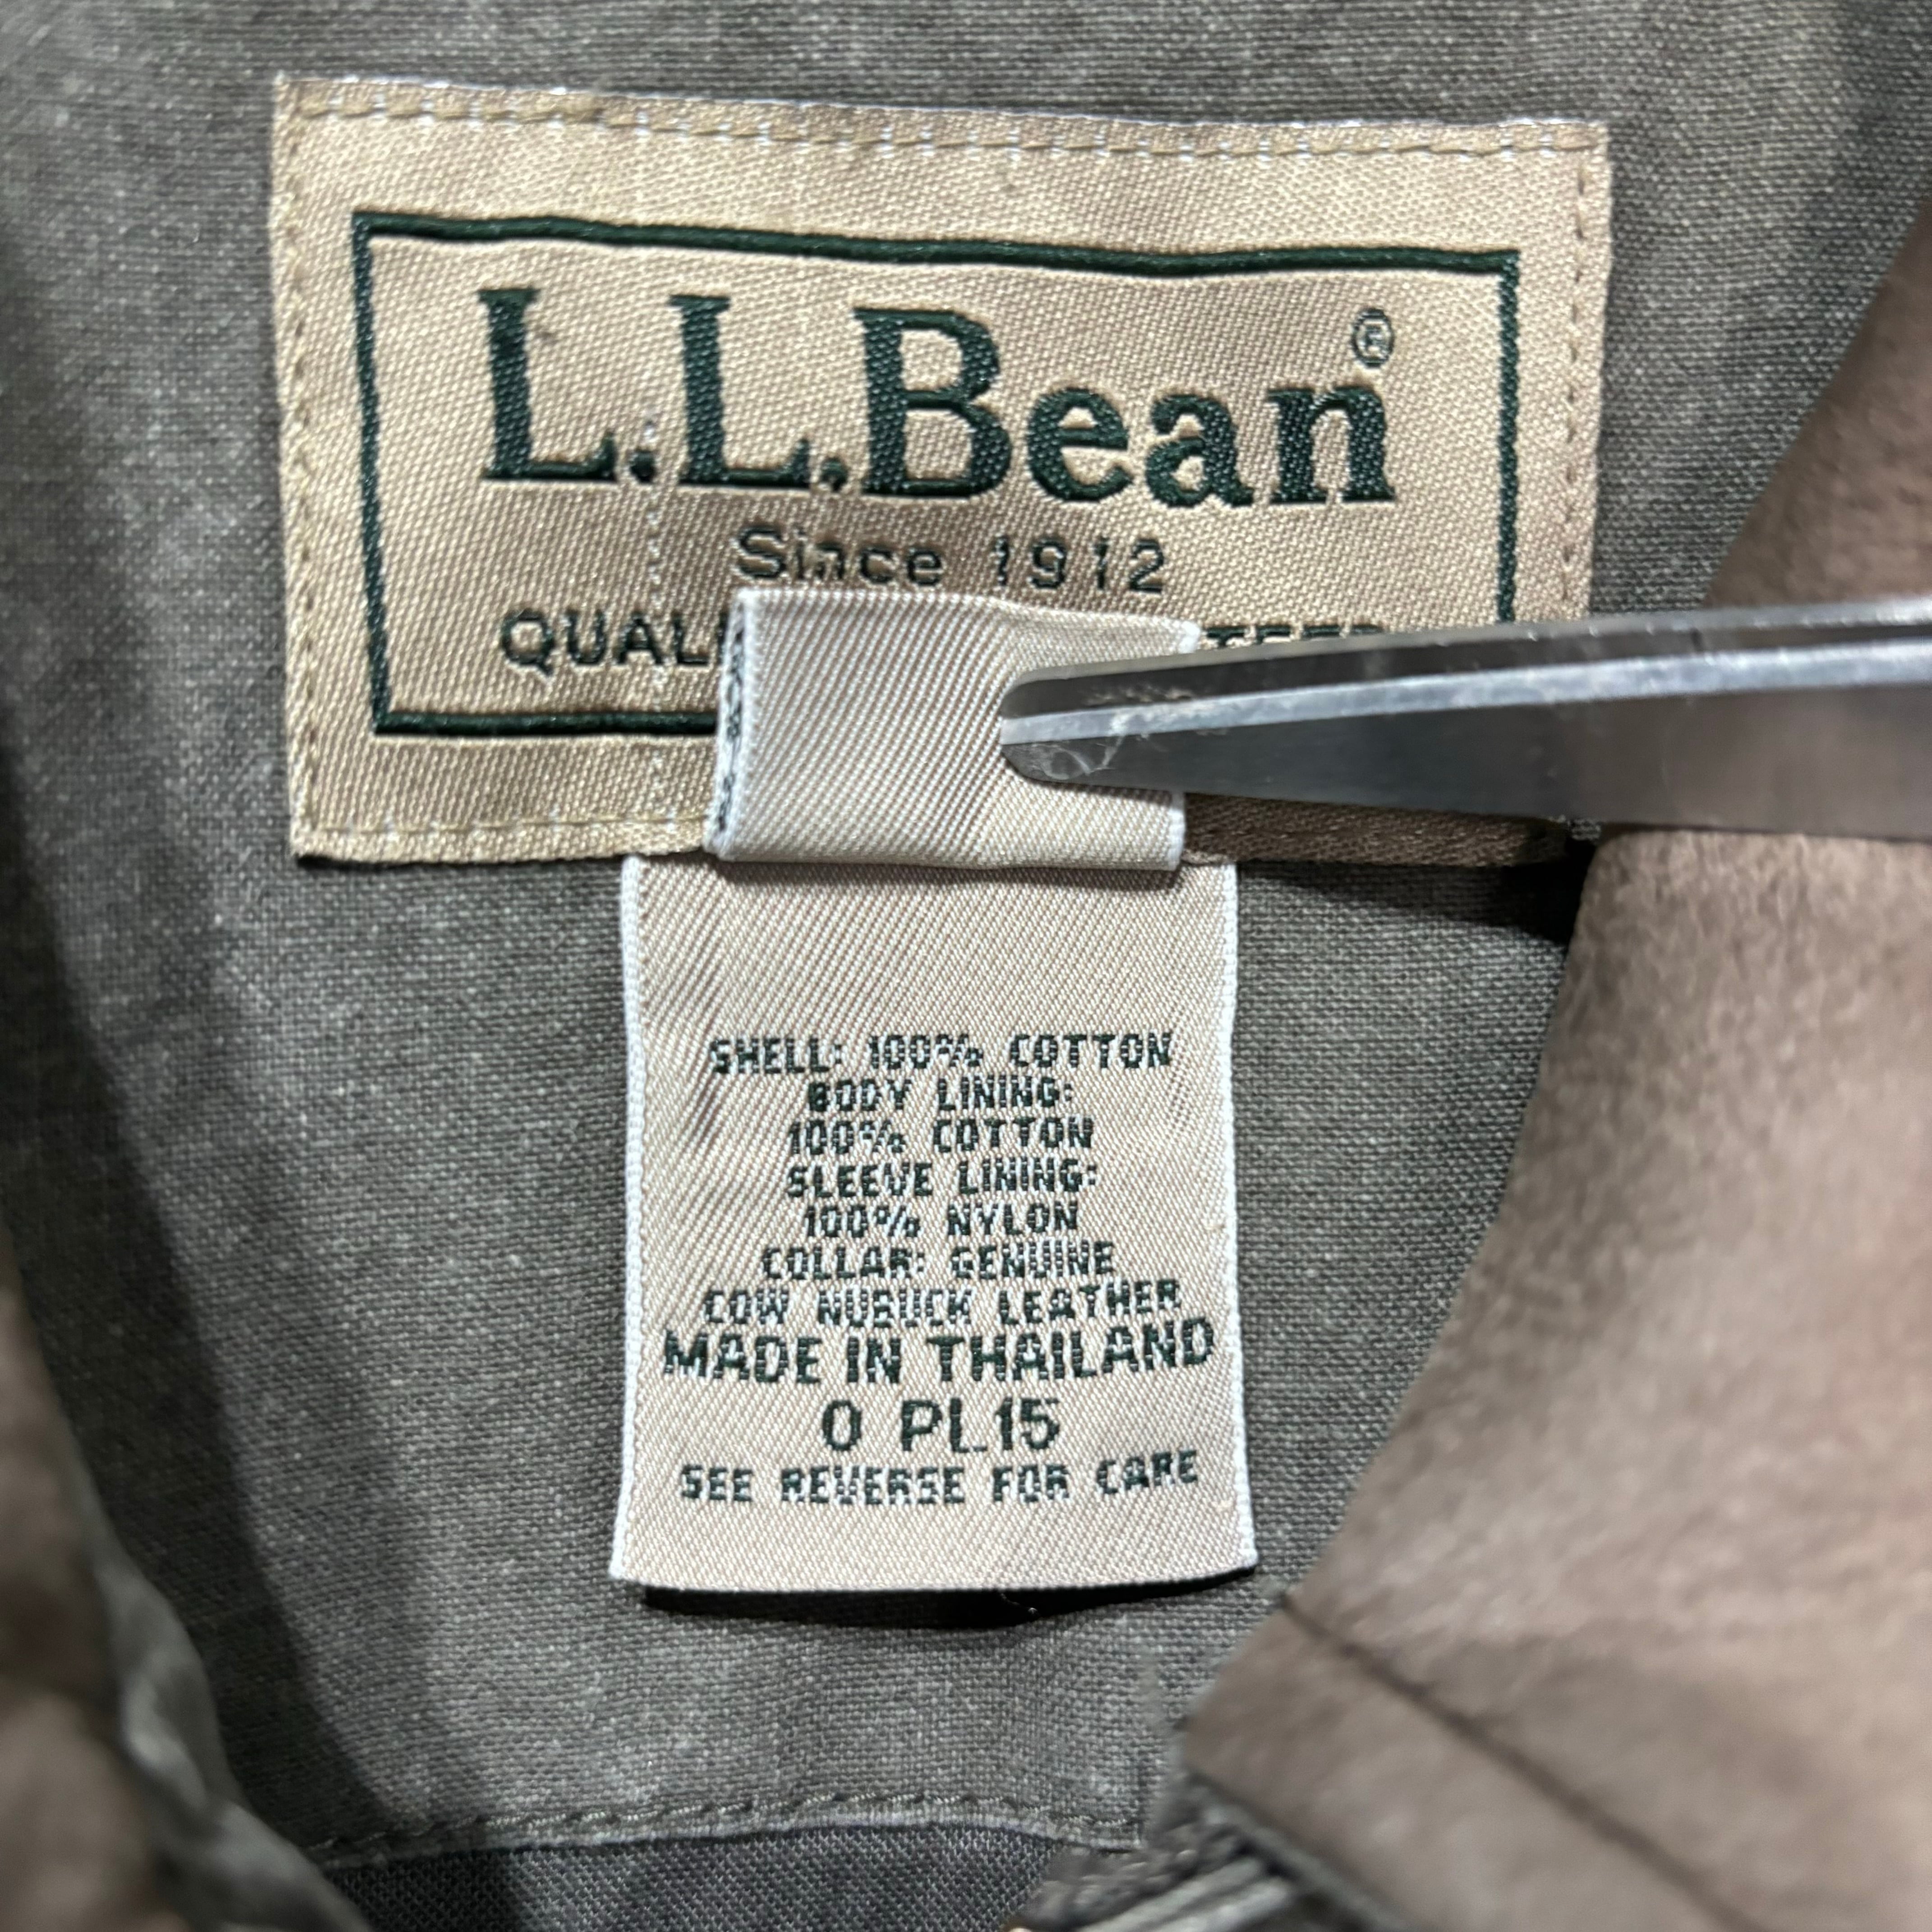 L.L.Bean®
Since 1912
SHELL: 100% COTTON
BODY LINING:
100% COTTON
SLEEVE LINING:
100% NYLON
COLLAR: GENUINE
COW NUBUCK LEATHER
MADE IN THAILAND
0 PL15
SEE REVERSE FOR CARE